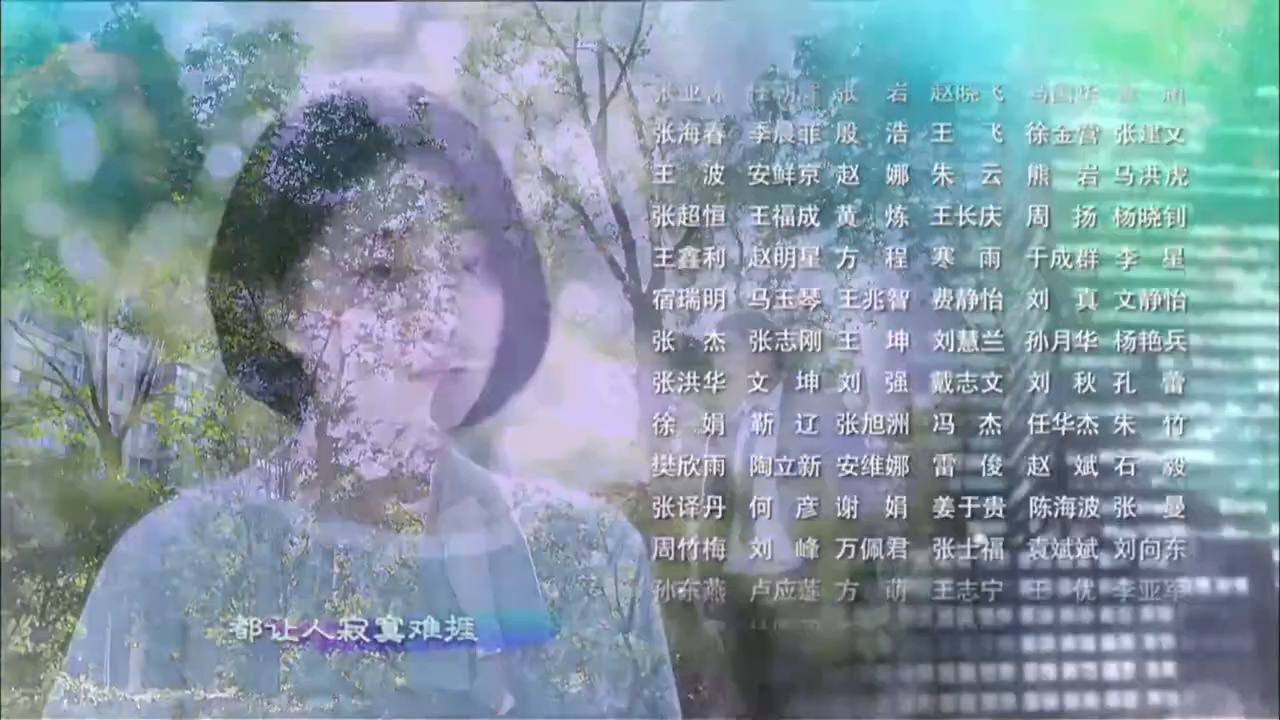 张 岩 赵晓飞
张海春 季晨菲 殷 浩 王 飞 徐金营 张建文
王 波 安鲜京 赵 娜 朱 云 熊 岩 马洪虎
张超恒 王福成 黄 炼 王长庆 周 扬 杨晓钊
王鑫利 赵明星 方 程 寒 雨 于成群 李 星
宿瑞明 马玉琴 王兆智 费静怡 刘 真 文静怡
张 杰 张志刚 王 坤 刘慧兰 孙月华 杨艳兵
张洪华 文 坤 刘 强 戴志文 刘 秋 孔 蕾
徐 娟 靳 辽 张旭洲 冯 杰 任华杰 朱 竹
樊欣雨 陶立新 安维娜 雷 俊 赵 斌 石 毅
张译丹 何 彦 谢 娟 姜于贵 陈海波 张 曼
周竹梅 刘 峰 万佩君 张士福 袁斌斌 刘向东
孙东燕 卢应莲 方 萌 王志宁 王 优 李亚军
都让人寂寞难捱